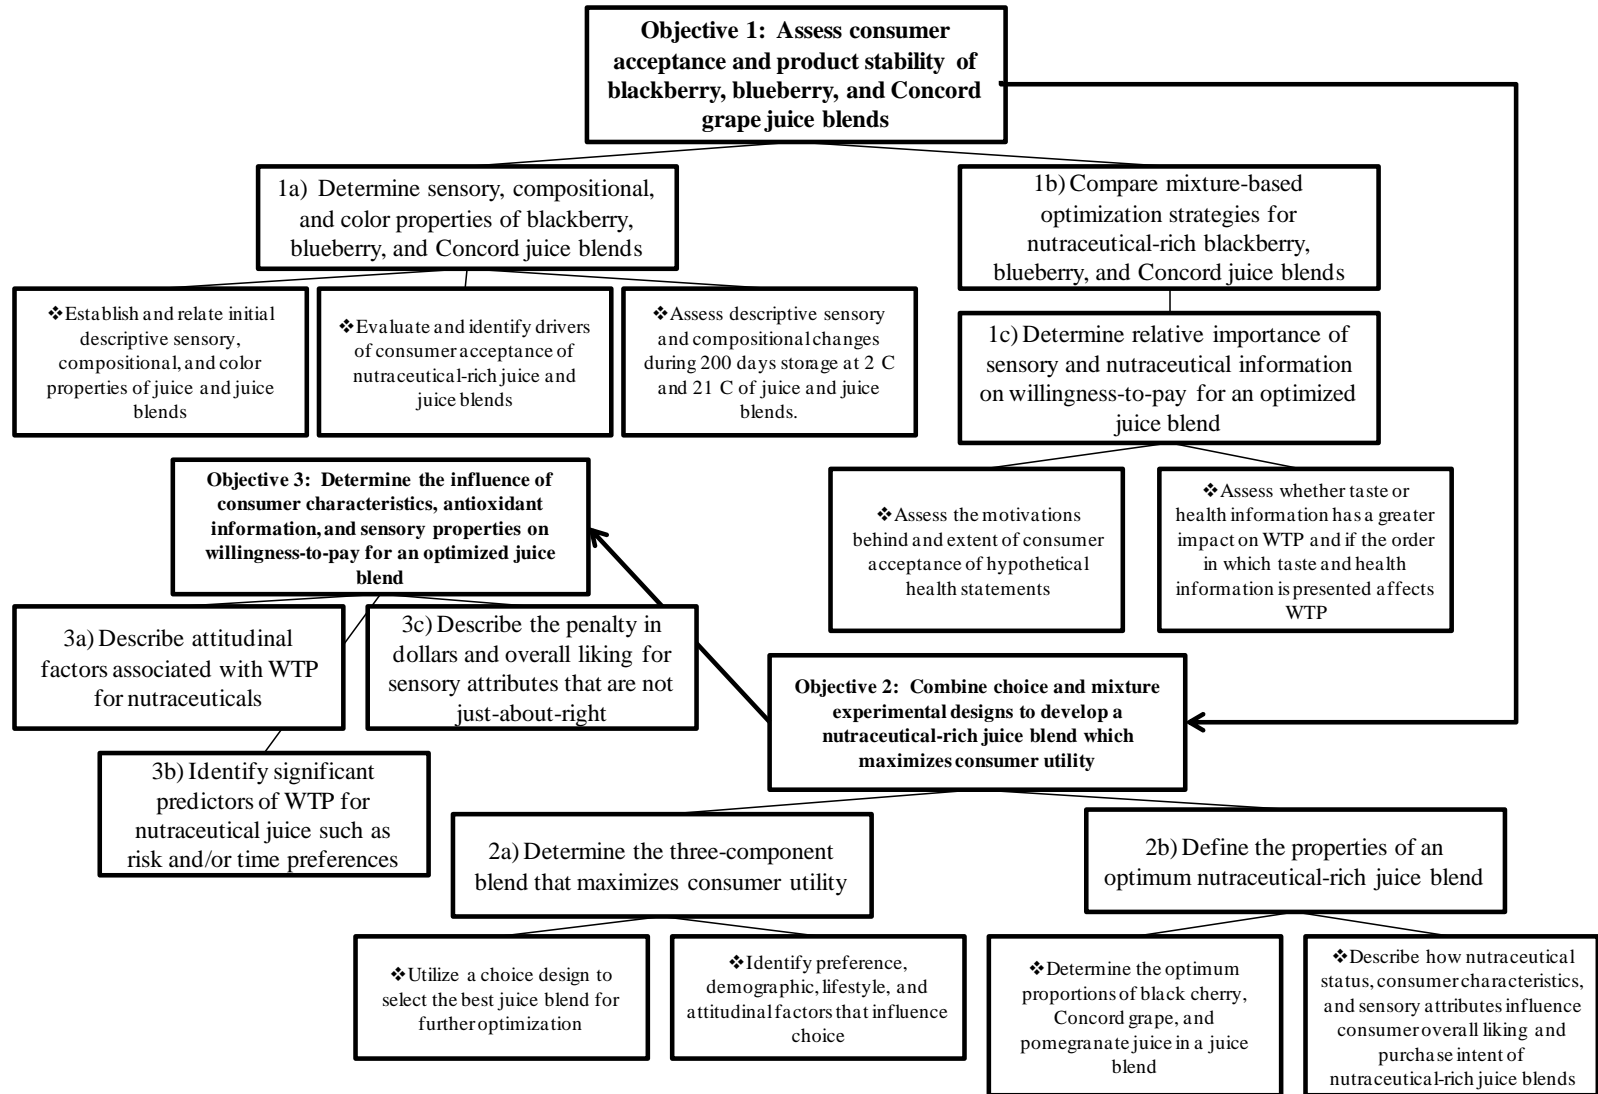 Objective 1: Assess consumer
acceptance and product stability of
blackberry, blueberry, and Concord
grape juice blends
1a) Determine sensory, compositional,
and color properties of blackberry,
blueberry, and Concord juice blends
1b) Compare mixture-based
optimization strategies for
nutraceutical-rich blackberry,
blueberry, and Concord juice blends
❖Establish and relate initial
descriptive sensory,
compositional, and color
properties of juice and juice
blends
❖Evaluate and identify drivers
of consumer acceptance of
nutraceutical-rich juice and
juice blends
❖Assess descriptive sensory
and compositional changes
during 200 days storage at 2 C
and 21 C of juice and juice
blends.
1c) Determine relative importance of
sensory and nutraceutical information
on willingness-to-pay for an optimized
juice blend
❖Assess the motivations
behind and extent of consumer
acceptance of hypothetical
health statements
❖Assess whether taste or
health information has a greater
impact on WTP and if the order
in which taste and health
information is presented affects
WTP
Objective 3: Determine the influence of
consumer characteristics, antioxidant
information, and sensory properties on
willingness-to-pay for an optimized juice
blend
3a) Describe attitudinal
factors associated with WTP
for nutraceuticals
3c) Describe the penalty in
dollars and overall liking for
sensory attributes that are not
just-about-right
3b) Identify significant
predictors of WTP for
nutraceutical juice such as
risk and/or time preferences
Objective 2: Combine choice and mixture
experimental designs to develop a
nutraceutical-rich juice blend which
maximizes consumer utility
2a) Determine the three-component
blend that maximizes consumer utility
2b) Define the properties of an
optimum nutraceutical-rich juice blend
❖Utilize a choice design to
select the best juice blend for
further optimization
❖Identify preference,
demographic, lifestyle, and
attitudinal factors that influence
choice
❖Determine the optimum
proportions of black cherry,
Concord grape, and
pomegranate juice in a juice
blend
❖Describe how nutraceutical
status, consumer characteristics,
and sensory attributes influence
consumer overall liking and
purchase intent of
nutraceutical-rich juice blends